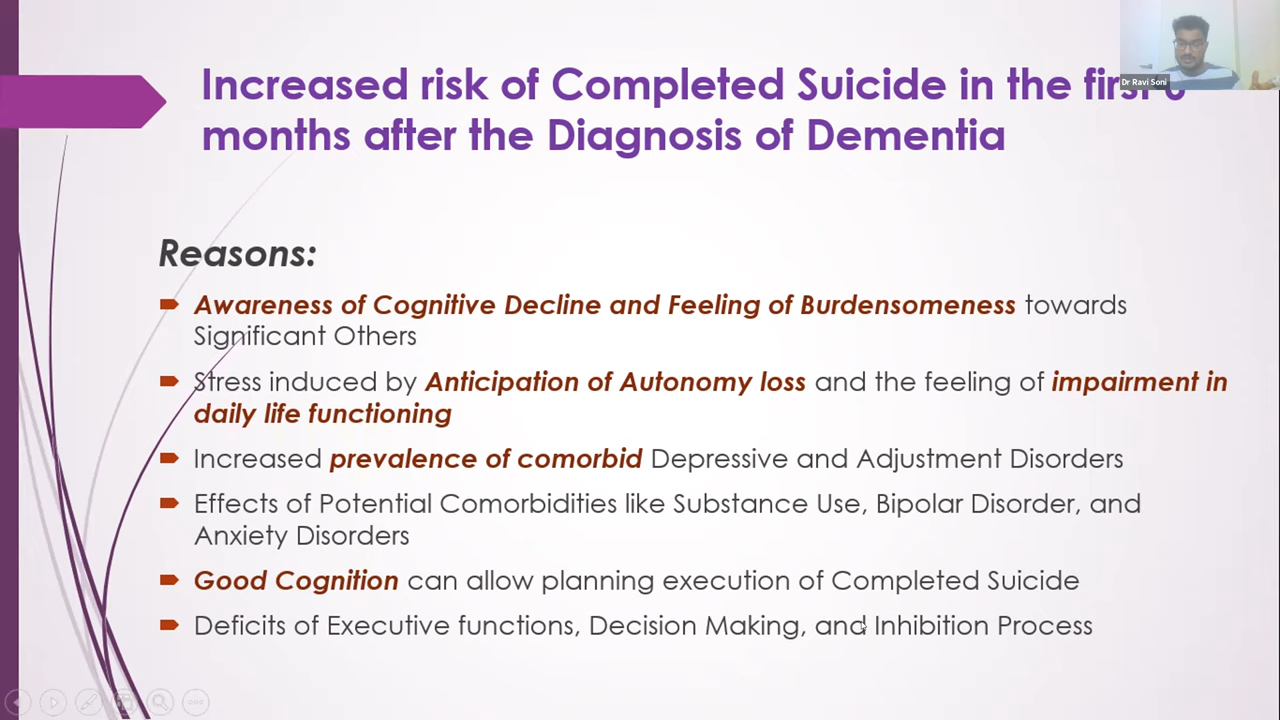 Increased risk of Completed Suicide in the first
months after the Diagnosis of Dementia
Dr Ravi Soni
Reasons:
Awareness of Cognitive Decline and Feeling of Burdensomeness towards
Significant Others
Stress induced by Anticipation of Autonomy loss and the feeling of impairment in
daily life functioning
Increased prevalence of comorbid Depressive and Adjustment Disorders
Effects of Potential Comorbidities like Substance Use, Bipolar Disorder, and
Anxiety Disorders
Good Cognition can allow planning execution of Completed Suicide
Deficits of Executive functions, Decision Making, and Inhibition Process